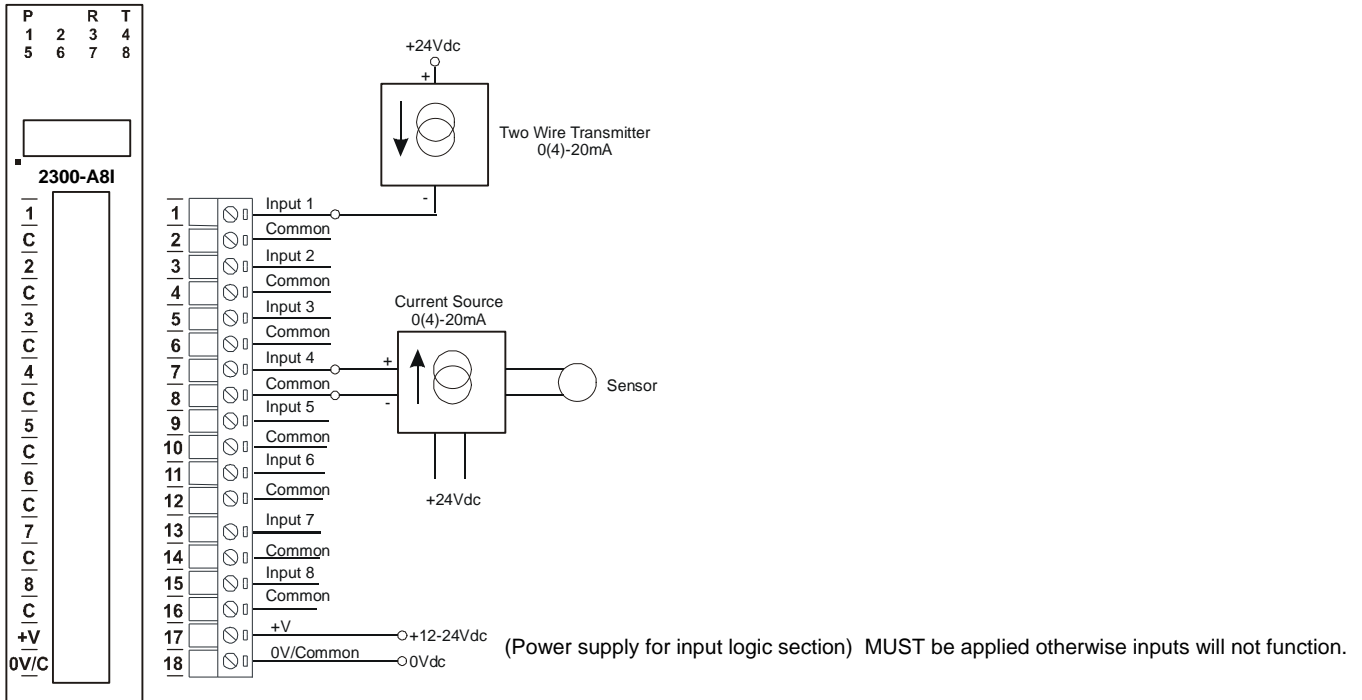 P R T
1 2 3 4
5 6 7 8
2300-A8I
1
C
2
C
3
C
4
C
5
C
6
C
7
C
8
C
+V
0V/C
+24Vdc
+
Two Wire Transmitter
0(4)-20mA
-
1 Input 1
2 Common
3 Input 2
4 Common
5 Input 3
6 Common
7 Input 4
8 Common
9 Input 5
10 Common
11 Input 6
12 Common
13 Input 7
14 Common
15 Input 8
16 Common
17 +V
18 0V/Common
Current Source
0(4)-20mA
+
-
Sensor
+24Vdc
+12-24Vdc
0Vdc
(Power supply for input logic section) MUST be applied otherwise inputs will not function.